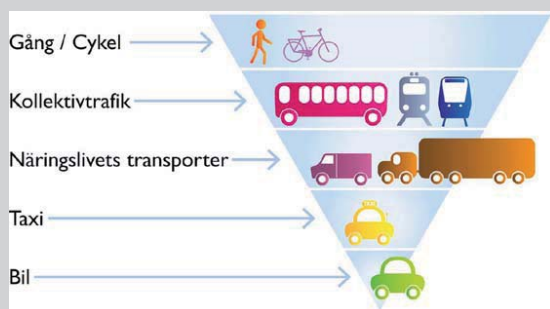 Gång / Cykel
Kollektivtrafik
Näringslivets transporter
Taxi
Bil